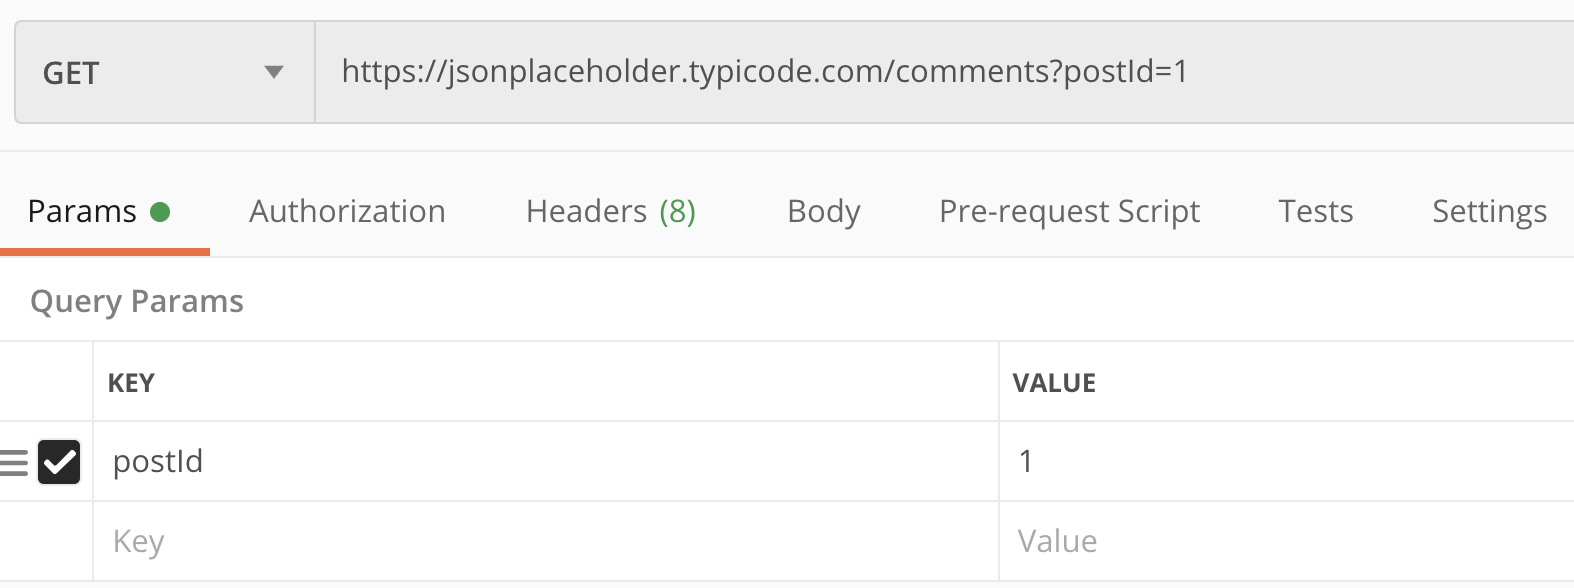 GET https://jsonplaceholder.typicode.com/comments?postId=1
Params Authorization Headers (8) Body Pre-request Script Tests Settings
Query Params
KEY VALUE
postId 1
Key Value